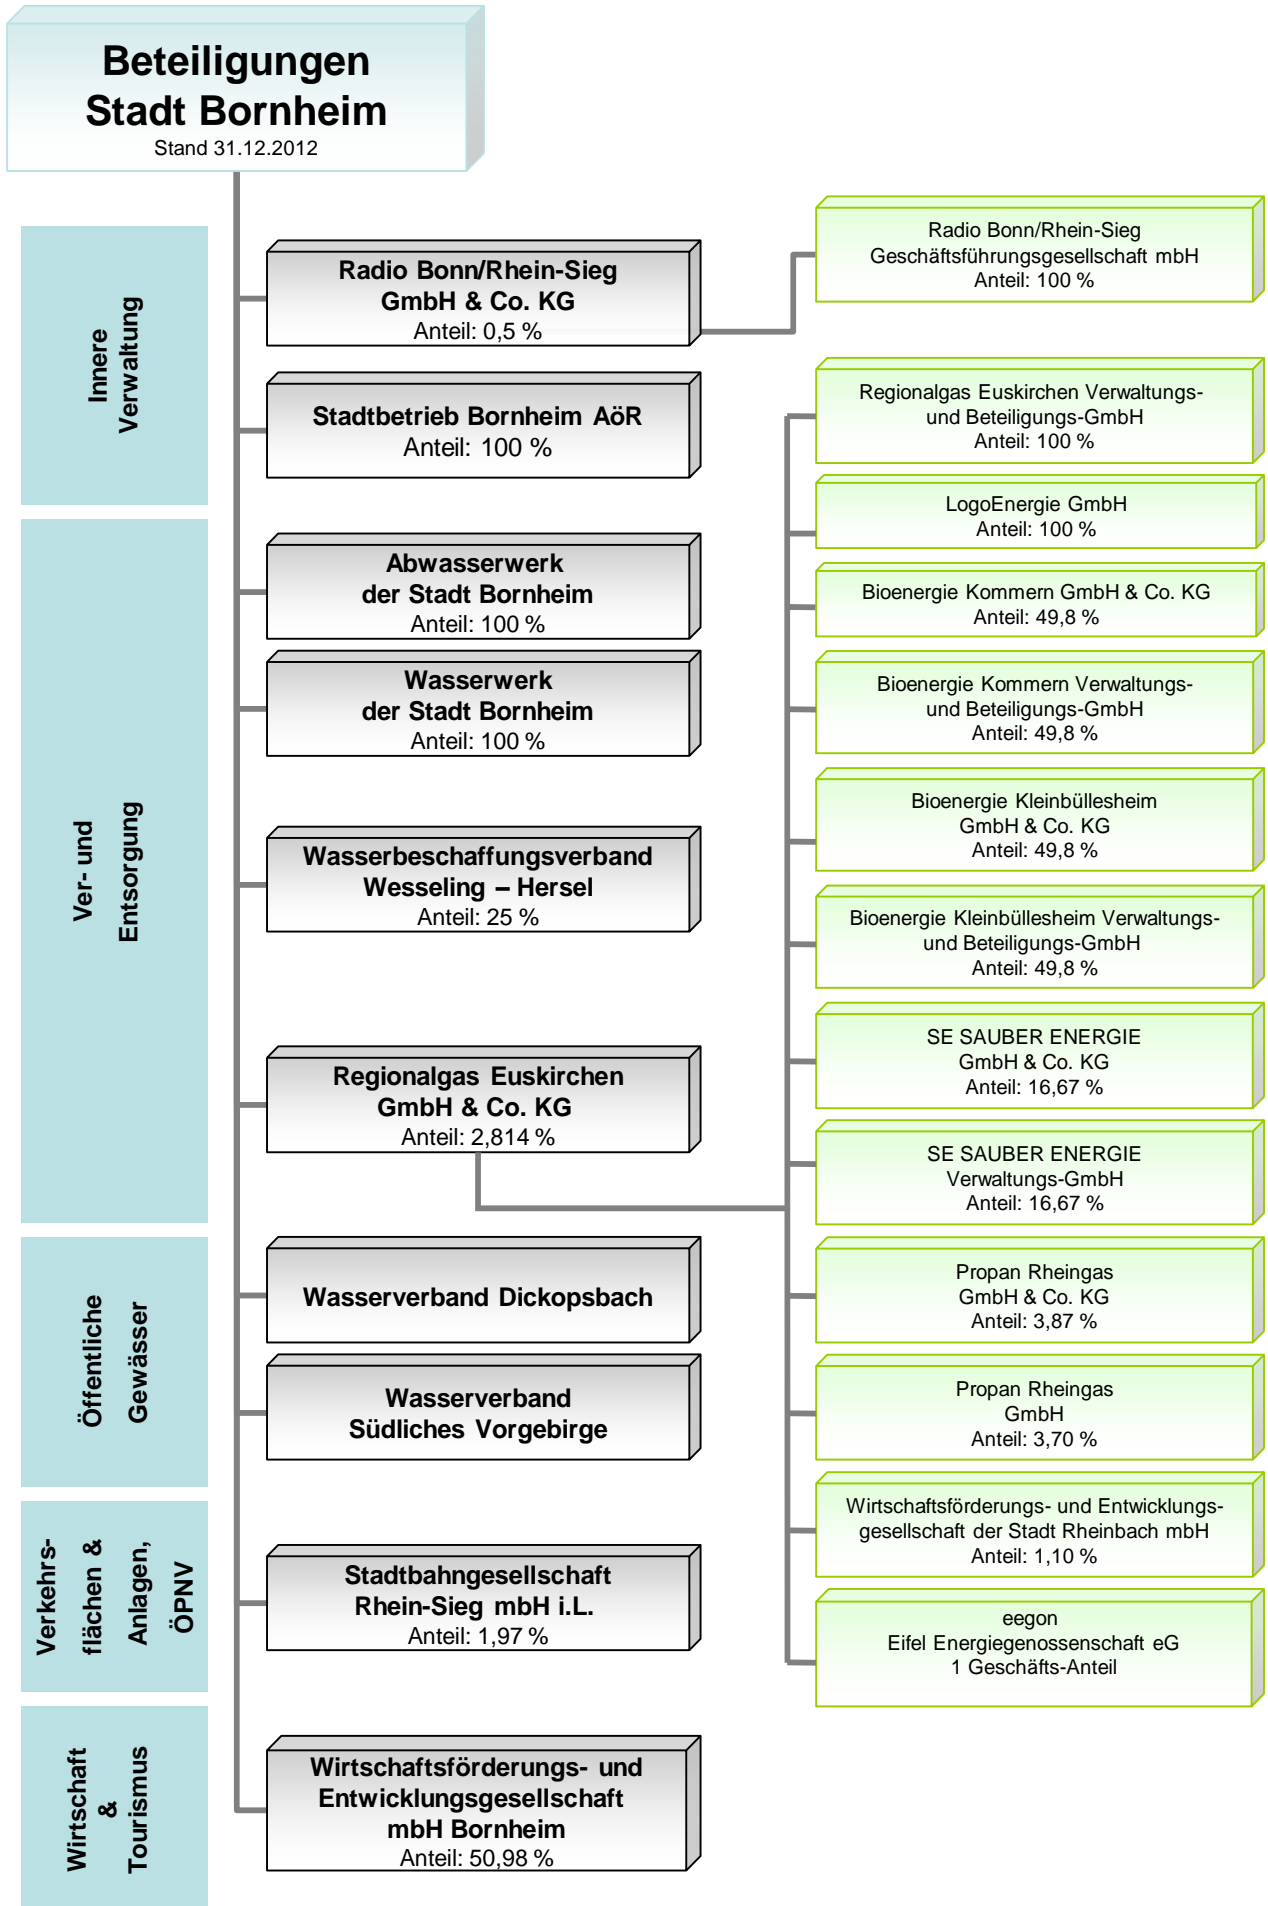 Beteiligungen
Stadt Bornheim
Stand 31.12.2012
Innere
Verwaltung
Radio Bonn/Rhein-Sieg
GmbH & Co. KG
Anteil: 0,5 %
Stadtbetrieb Bornheim AöR
Anteil: 100 %
Ver- und
Entsorgung
Abwasserwerk
der Stadt Bornheim
Anteil: 100 %
Wasserwerk
der Stadt Bornheim
Anteil: 100 %
Wasserbeschaffungsverband
Wesseling – Hersel
Anteil: 25 %
Regionalgas Euskirchen
GmbH & Co. KG
Anteil: 2,814 %
Öffentliche
Gewässer
Wasserverband Dickopsbach
Wasserverband
Südliches Vorgebirge
Verkehrs-
flächen &
Anlagen,
ÖPNV
Stadtbahngesellschaft
Rhein-Sieg mbH i.L.
Anteil: 1,97 %
Wirtschaft
&
Tourismus
Wirtschaftsförderungs- und
Entwicklungsgesellschaft
mbH Bornheim
Anteil: 50,98 %
Radio Bonn/Rhein-Sieg
Geschäftsführungsgesellschaft mbH
Anteil: 100 %
Regionalgas Euskirchen Verwaltungs-
und Beteiligungs-GmbH
Anteil: 100 %
LogoEnergie GmbH
Anteil: 100 %
Bioenergie Kommern GmbH & Co. KG
Anteil: 49,8 %
Bioenergie Kommern Verwaltungs-
und Beteiligungs-GmbH
Anteil: 49,8 %
Bioenergie Kleinbüllesheim
GmbH & Co. KG
Anteil: 49,8 %
Bioenergie Kleinbüllesheim Verwaltungs-
und Beteiligungs-GmbH
Anteil: 49,8 %
SE SAUBER ENERGIE
GmbH & Co. KG
Anteil: 16,67 %
SE SAUBER ENERGIE
Verwaltungs-GmbH
Anteil: 16,67 %
Propan Rheingas
GmbH & Co. KG
Anteil: 3,87 %
Propan Rheingas
GmbH
Anteil: 3,70 %
Wirtschaftsförderungs- und Entwicklungs-
gesellschaft der Stadt Rheinbach mbH
Anteil: 1,10 %
eegon
Eifel Energiegenossenschaft eG
1 Geschäfts-Anteil